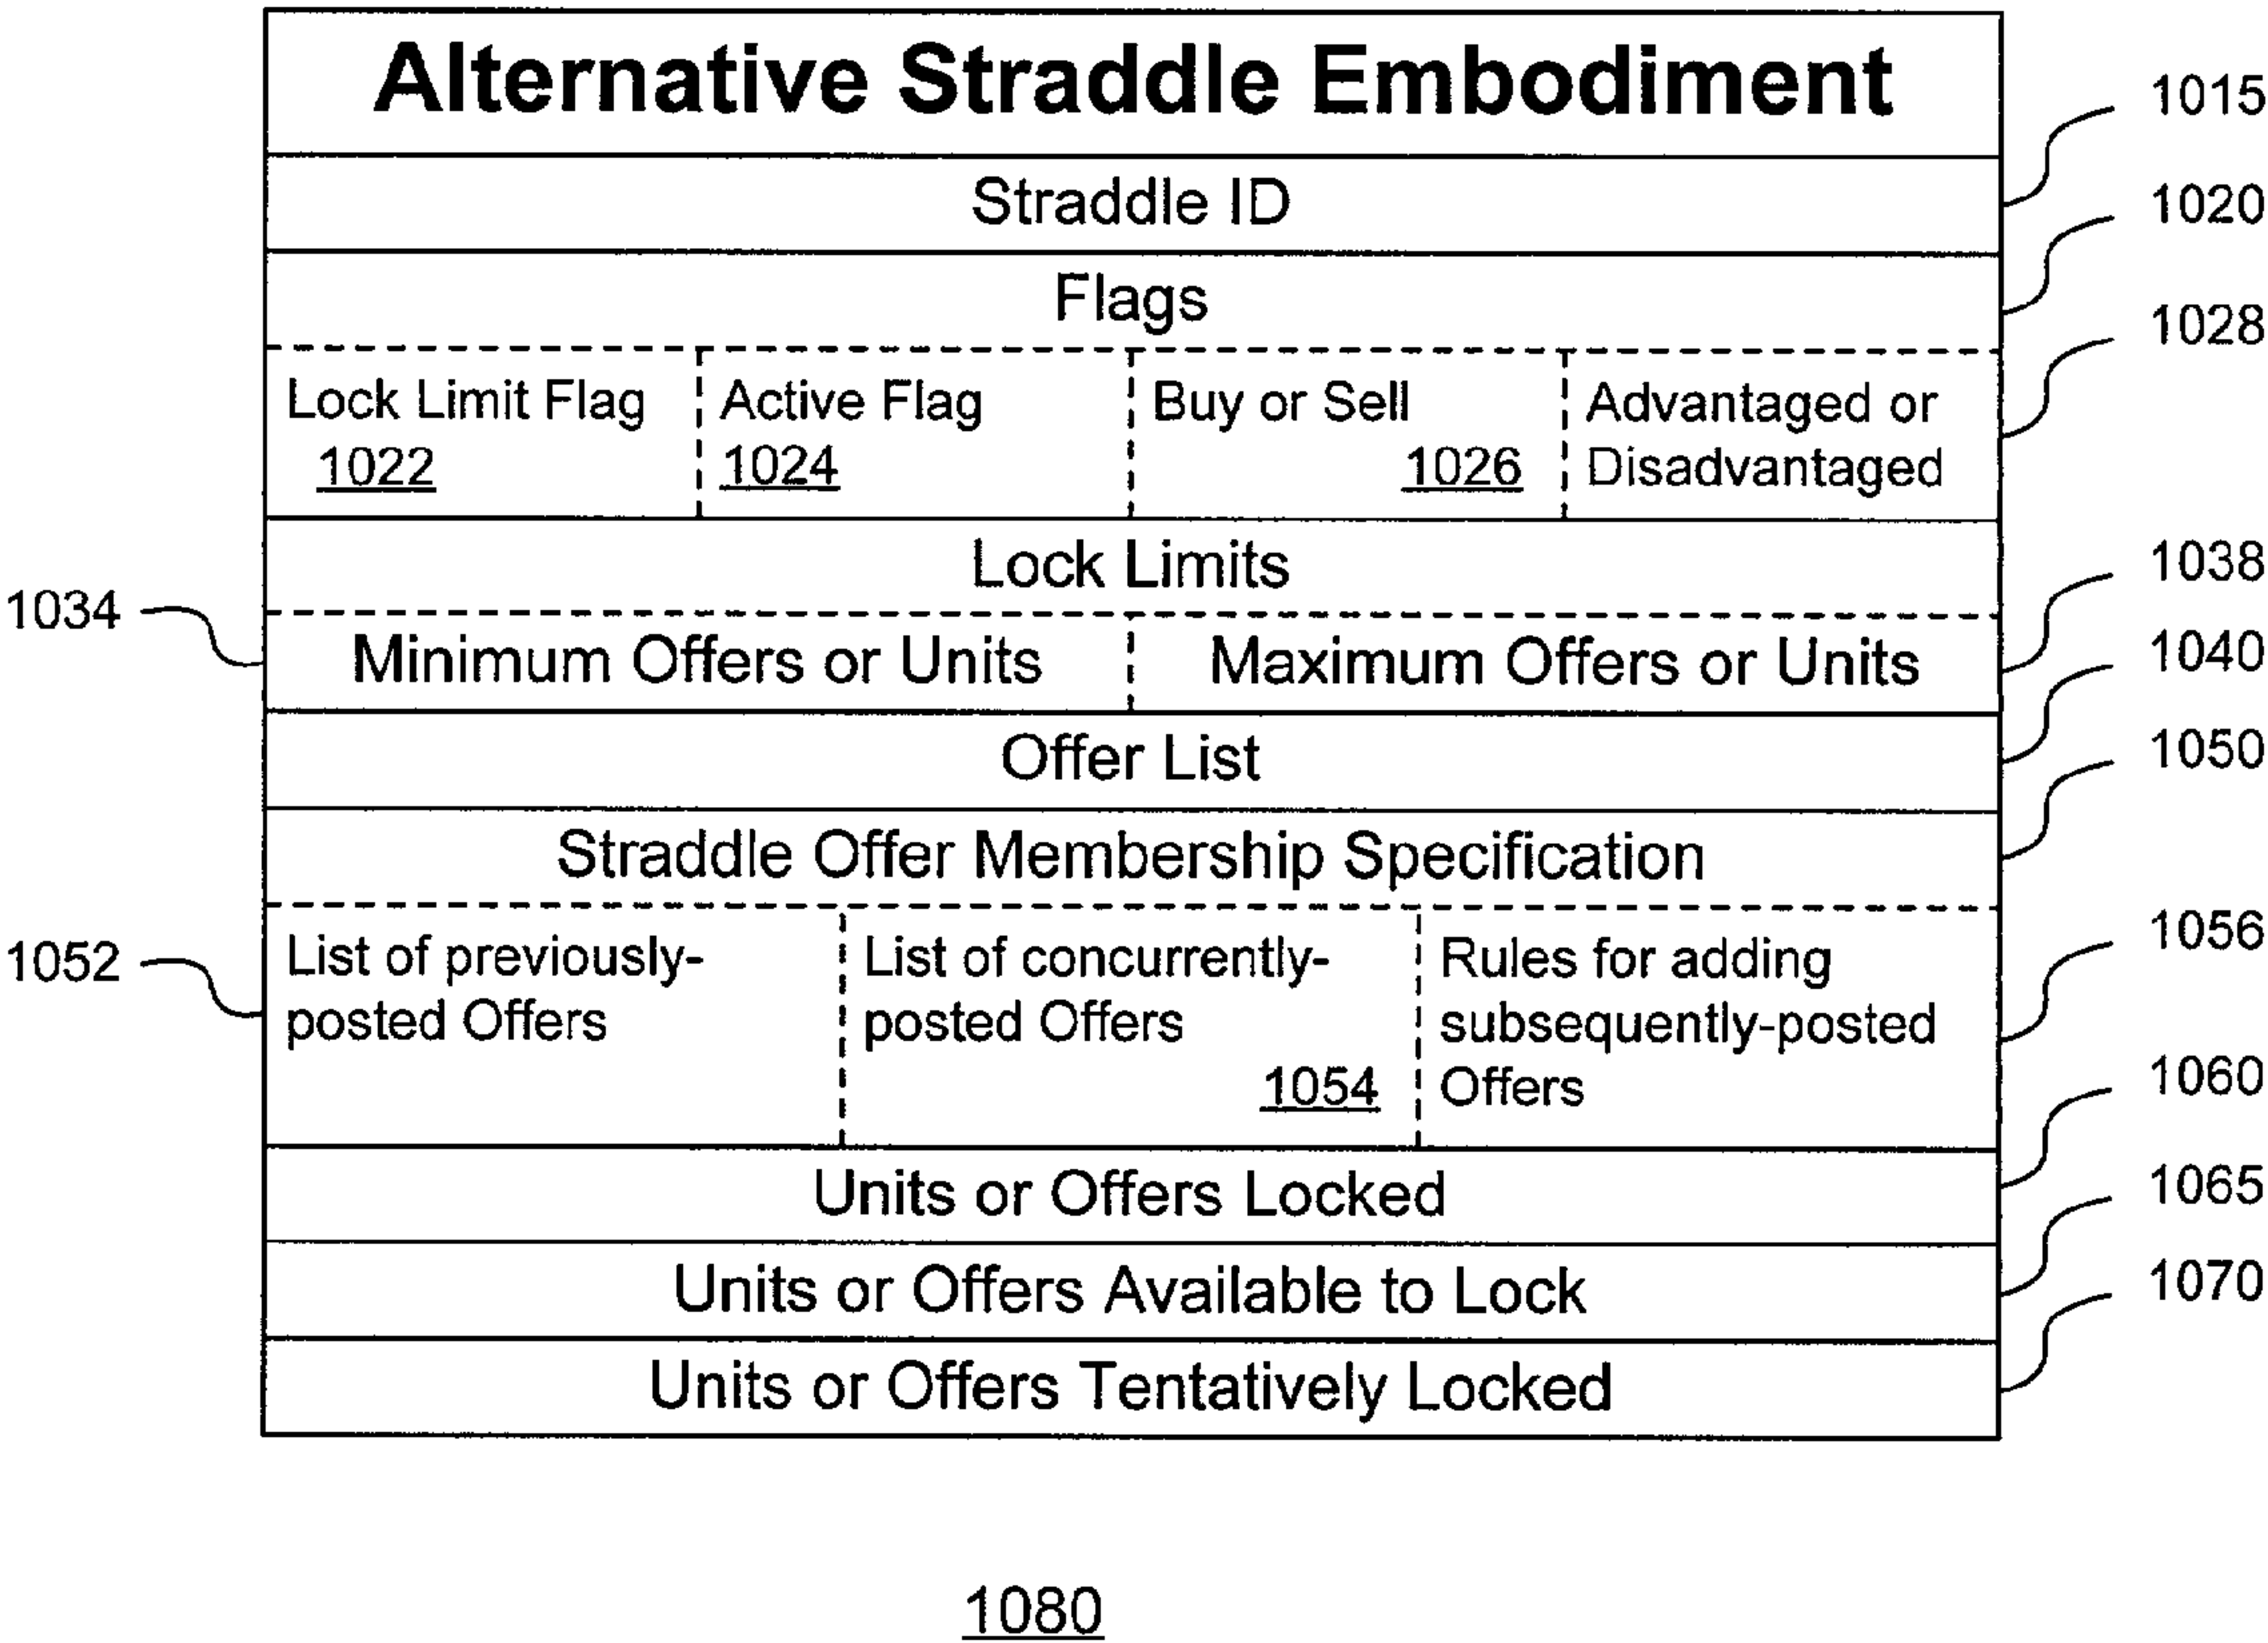 Alternative Straddle Embodiment
1015
Straddle ID
1020
Flags
1028
Lock Limit Flag
1022
Active Flag
1024
Buy or Sell
1026
Advantaged or
Disadvantaged
Lock Limits
1038
1034
Minimum Offers or Units
Maximum Offers or Units
1040
Offer List
1050
Straddle Offer Membership Specification
1056
1052
List of previously-
posted Offers
List of concurrently-
posted Offers
1054
Rules for adding
subsequently-posted
Offers
1060
Units or Offers Locked
1065
Units or Offers Available to Lock
1070
Units or Offers Tentatively Locked
1080